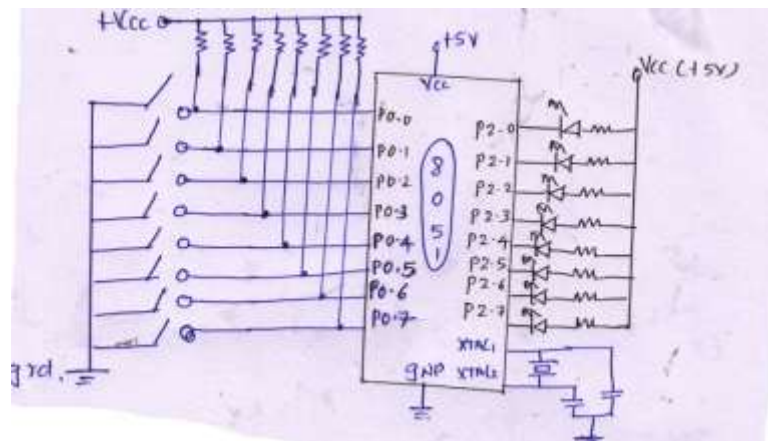 +Vcc
+5V
Vcc
Vcc (+5V)
P0.0
P0.1
P0.2
P0.3
P0.4
P0.5
P0.6
P0.7
8
0
5
1
P2.0
P2.1
P2.2
P2.3
P2.4
P2.5
P2.6
P2.7
XTAL1
XTAL2
GND
grd.